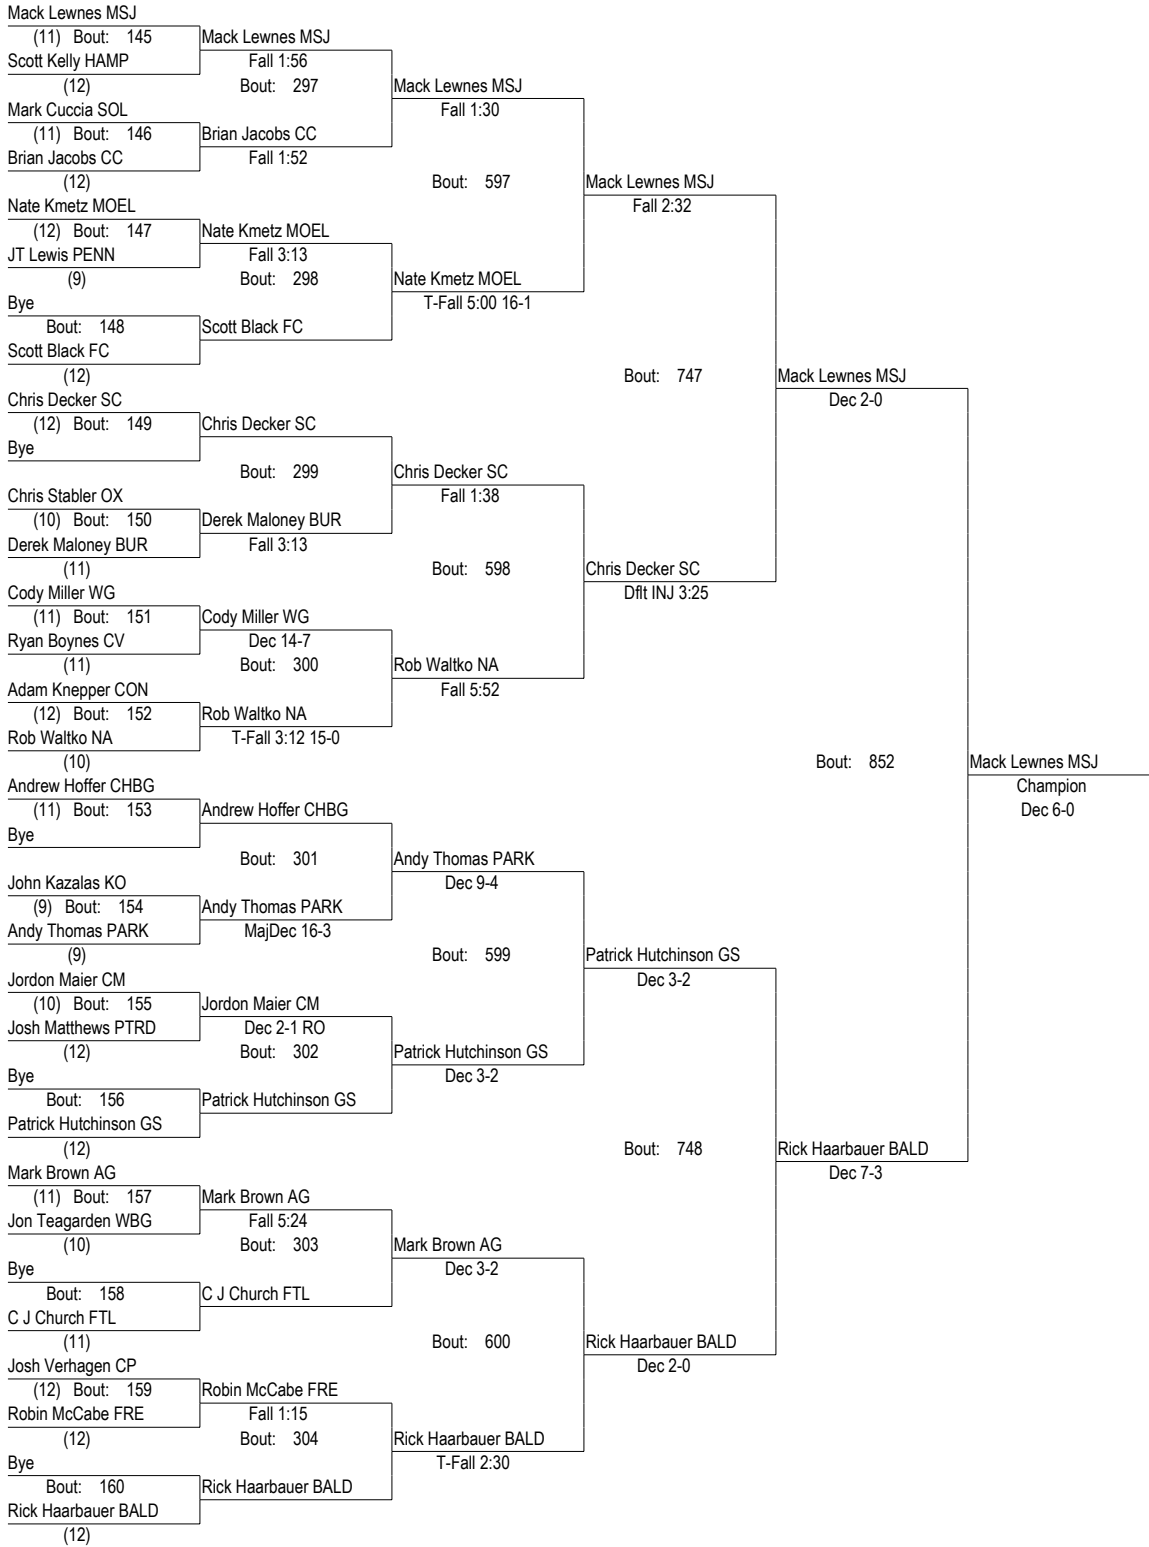 Mack Lewnes MSJ
(11) Bout: 145
Mack Lewnes MSJ
Scott Kelly HAMP
Fall 1:56
(12)
Bout: 297
Mack Lewnes MSJ
Mark Cuccia SOL
Fall 1:30
(11) Bout: 146
Brian Jacobs CC
Brian Jacobs CC
Fall 1:52
(12)
Bout: 597
Mack Lewnes MSJ
Nate Kmetz MOEL
Fall 2:32
(12) Bout: 147
Nate Kmetz MOEL
JT Lewis PENN
Fall 3:13
(9)
Bout: 298
Nate Kmetz MOEL
Bye
T-Fall 5:00 16-1
Bout: 148
Scott Black FC
Scott Black FC
(12)
Bout: 747
Mack Lewnes MSJ
Chris Decker SC
Dec 2-0
(12) Bout: 149
Chris Decker SC
Bye
Bout: 299
Chris Decker SC
Chris Stabler OX
Fall 1:38
(10) Bout: 150
Derek Maloney BUR
Derek Maloney BUR
Fall 3:13
(11)
Bout: 598
Chris Decker SC
Cody Miller WG
Dflt INJ 3:25
(11) Bout: 151
Cody Miller WG
Ryan Boynes CV
Dec 14-7
(11)
Bout: 300
Rob Waltko NA
Adam Knepper CON
Fall 5:52
(12) Bout: 152
Rob Waltko NA
Rob Waltko NA
T-Fall 3:12 15-0
(10)
Bout: 852
Mack Lewnes MSJ
Andrew Hoffer CHBG
Champion
(11) Bout: 153
Andrew Hoffer CHBG
Dec 6-0
Bye
Bout: 301
Andy Thomas PARK
John Kazalas KO
Dec 9-4
(9) Bout: 154
Andy Thomas PARK
Andy Thomas PARK
MajDec 16-3
(9)
Bout: 599
Patrick Hutchinson GS
Jordon Maier CM
Dec 3-2
(10) Bout: 155
Jordon Maier CM
Josh Matthews PTRD
Dec 2-1 RO
(12)
Bout: 302
Patrick Hutchinson GS
Bye
Dec 3-2
Bout: 156
Patrick Hutchinson GS
Patrick Hutchinson GS
(12)
Bout: 748
Rick Haarbauer BALD
Mark Brown AG
Dec 7-3
(11) Bout: 157
Mark Brown AG
Jon Teagarden WBG
Fall 5:24
(10)
Bout: 303
Mark Brown AG
Bye
Dec 3-2
Bout: 158
C J Church FTL
C J Church FTL
(11)
Bout: 600
Rick Haarbauer BALD
Josh Verhagen CP
Dec 2-0
(12) Bout: 159
Robin McCabe FRE
Robin McCabe FRE
Fall 1:15
(12)
Bout: 304
Rick Haarbauer BALD
Bye
T-Fall 2:30
Bout: 160
Rick Haarbauer BALD
Rick Haarbauer BALD
(12)